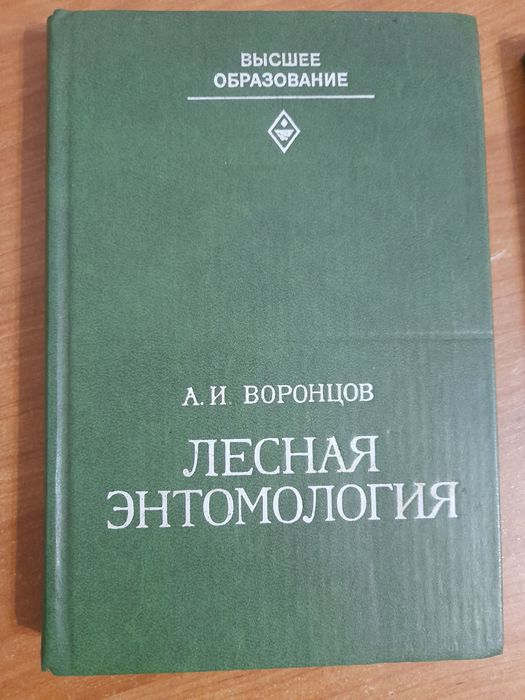 ВЫСШЕЕ
ОБРАЗОВАНИЕ
А. И. ВОРОНЦОВ
ЛЕСНАЯ
ЭНТОМОЛОГИЯ